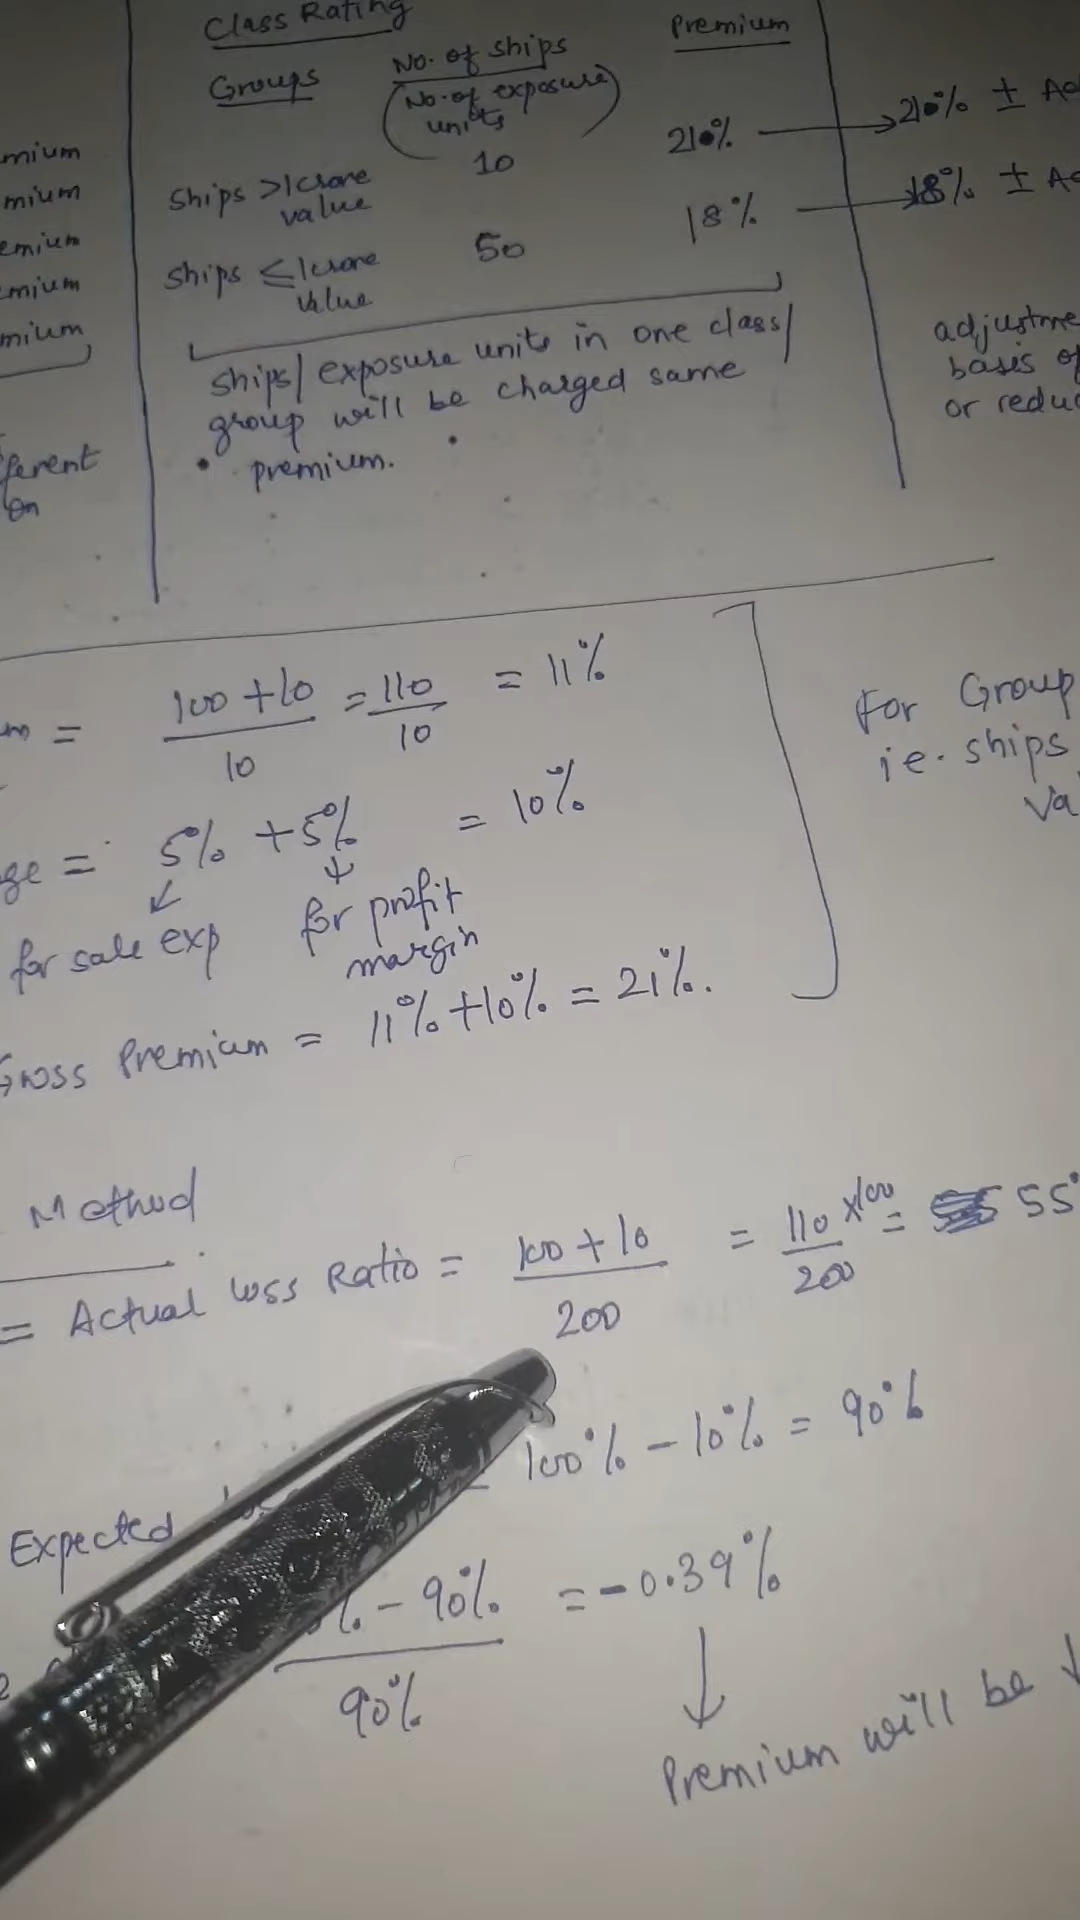 Class Rating
Groups
No. of ships
(No. of exposure units)
Premium
Ships >1crore value
10
21%
21% ±
Ships ≤1crore value
50
18%
18% ±
mium
mium
emium
emium
mium
ferent
on
Ships/exposure units in one class/
group will be charged same
premium.
adjustme
basis of
or reduc
= 100 + 10 / 10 = 110 / 10 = 11%
ge = 5% + 5% = 10%
for sale exp
for profit margin
Gross Premium = 11% + 10% = 21%.
For Group
ie. ships
va
Method
= Actual loss Ratio = 100 + 10 / 200 = 110 / 200 x100 = 55
Expected
100% - 10% = 90%
% - 90% / 90% = -0.39%
↓
Premium will be ↓